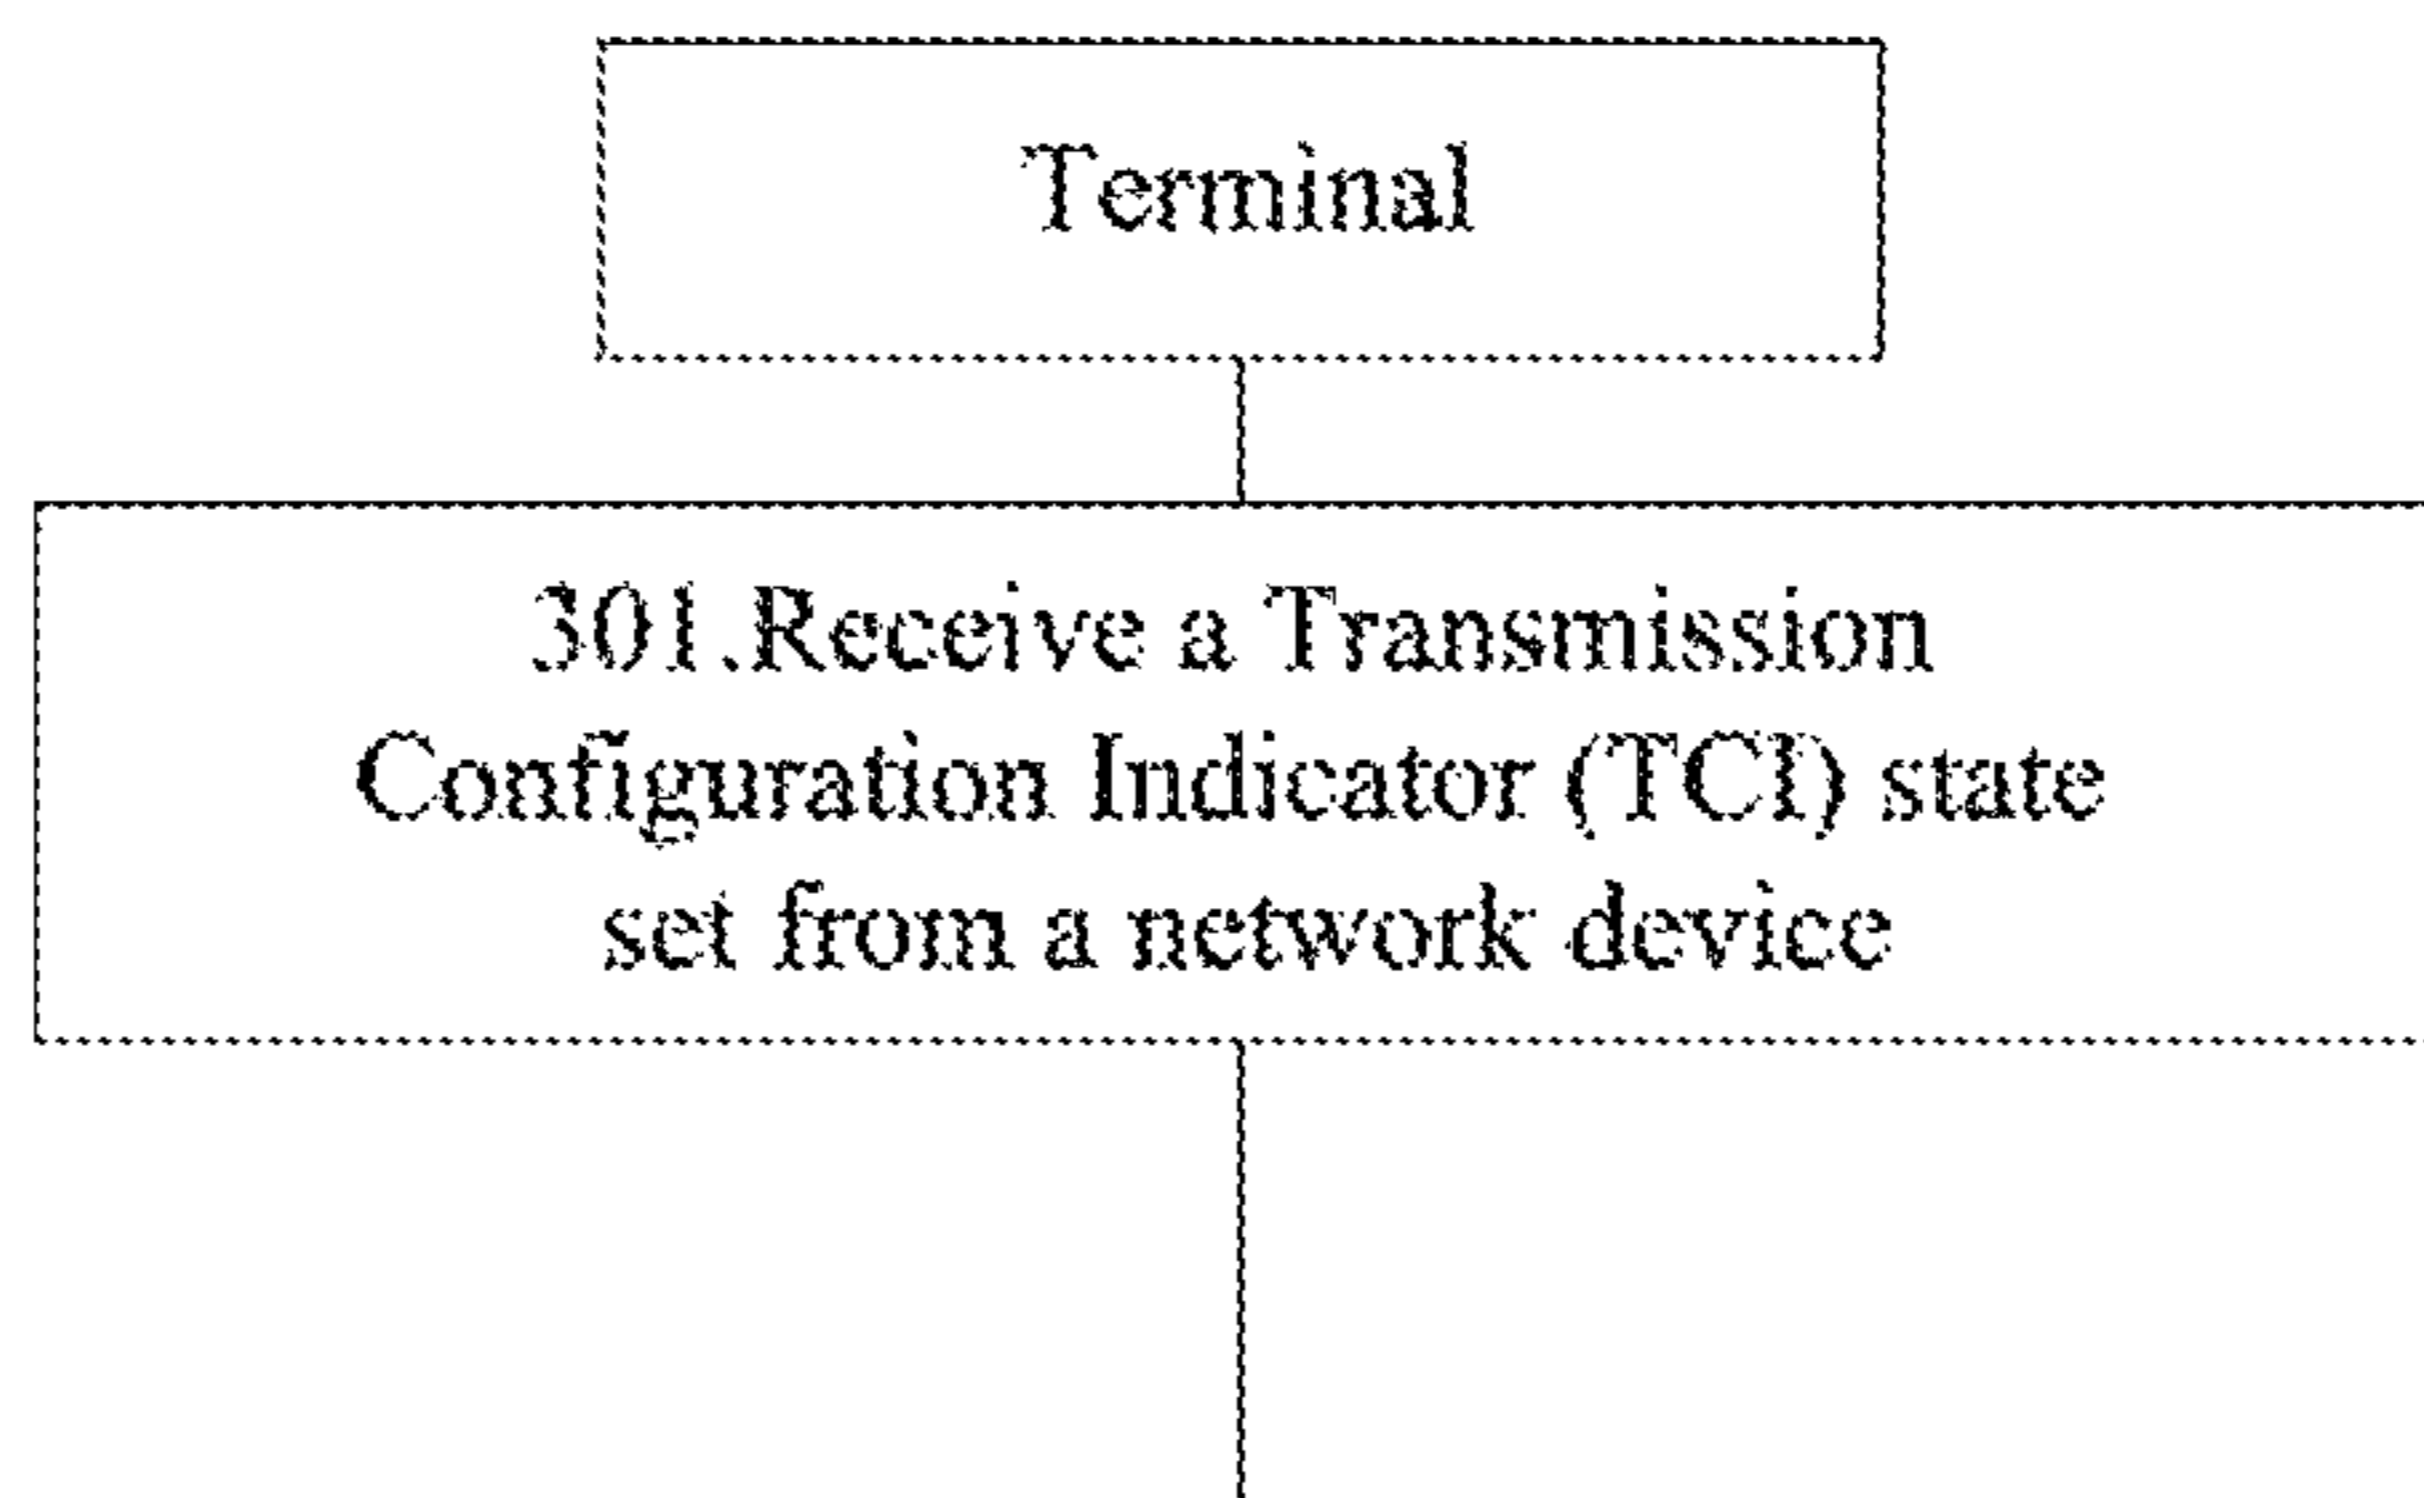 Terminal
301.Receive a Transmission
Configuration Indicator (TCI) state
set from a network device